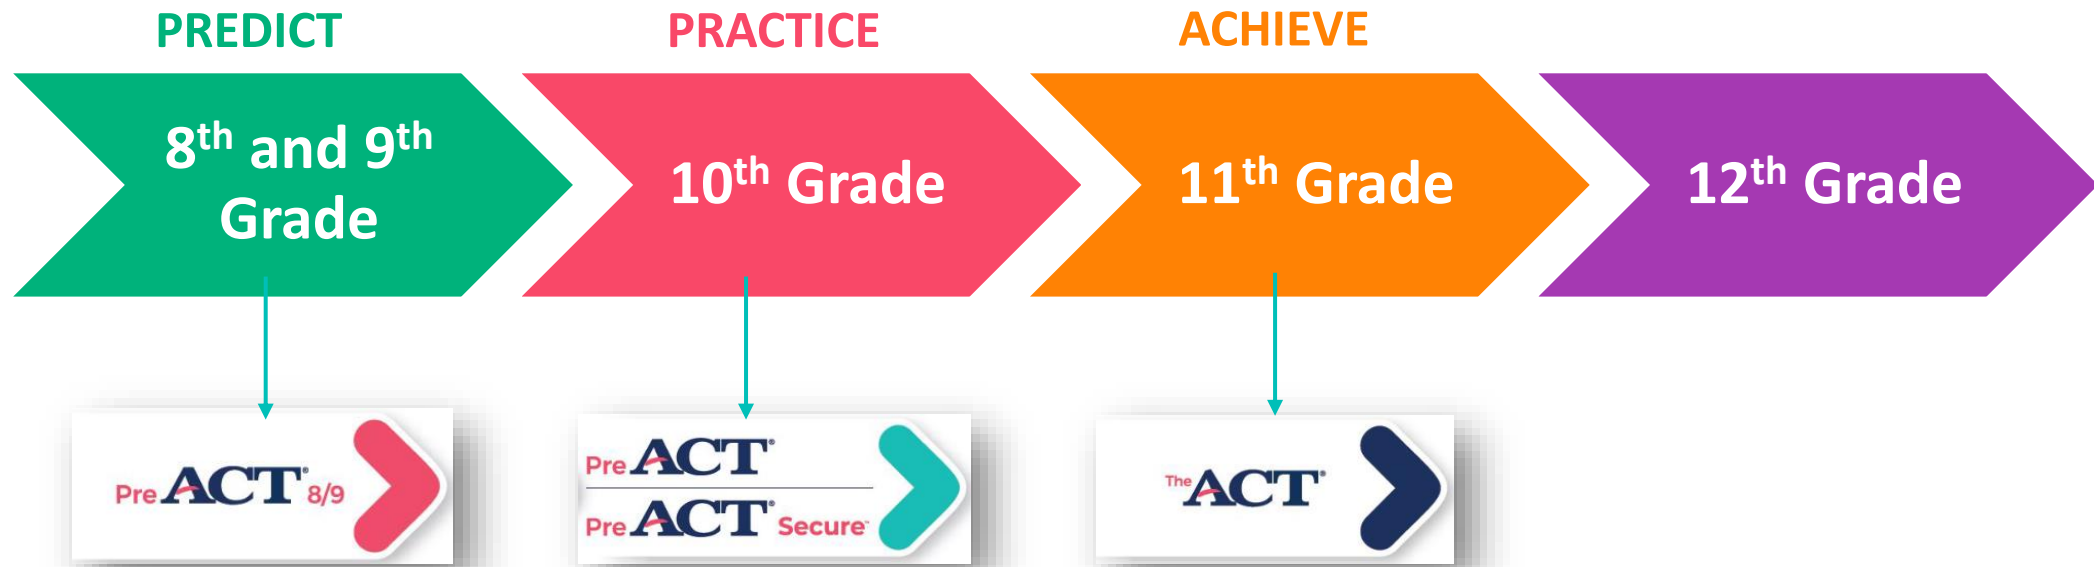 PREDICT
PRACTICE
ACHIEVE
8th and 9th
Grade
10th Grade
11th Grade
12th Grade
PreACT® 8/9
PreACT®
PreACT® Secure™
The ACT®